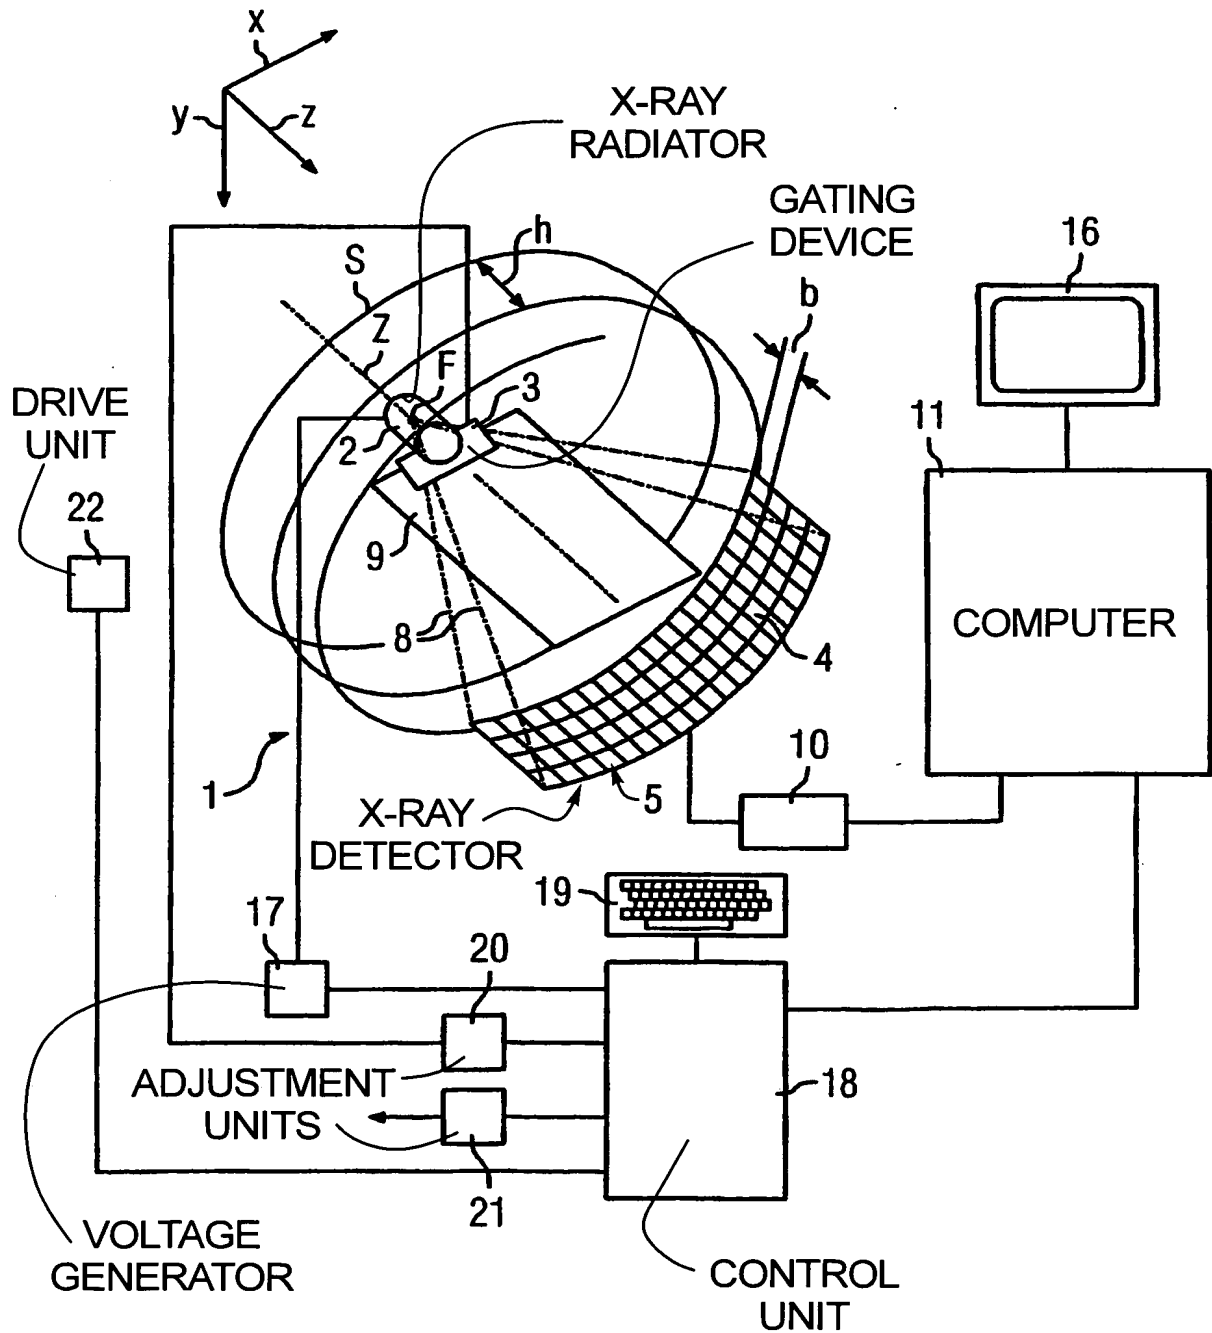 x
y
z
X-RAY
RADIATOR
GATING
DEVICE
h
S
Z
F
3
2
b
16
DRIVE
UNIT
22
11
COMPUTER
9
8
4
5
1
10
X-RAY
DETECTOR
19
17
20
ADJUSTMENT
UNITS
21
18
VOLTAGE
GENERATOR
CONTROL
UNIT